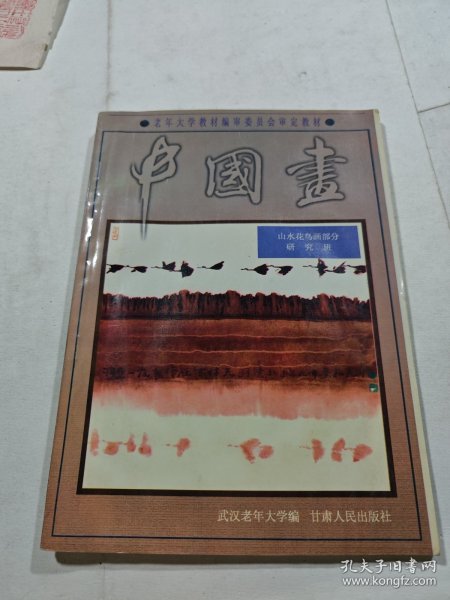 ●老年大学教材编审委员会审定教材●
中國畫
山水花鸟画部分
研究班
武汉老年大学编 甘肃人民出版社
孔夫子旧书网
www.kongfz.com